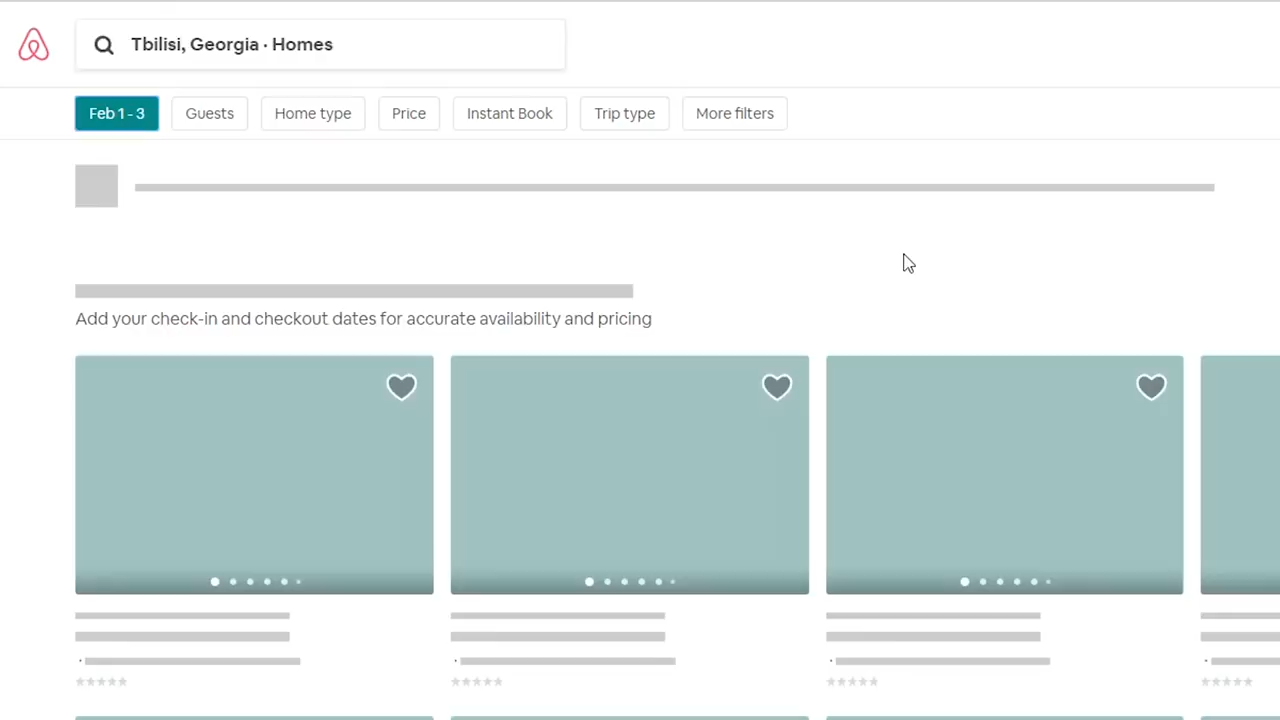 Tbilisi, Georgia · Homes
Feb 1 - 3 Guests Home type Price Instant Book Trip type More filters
Add your check-in and checkout dates for accurate availability and pricing